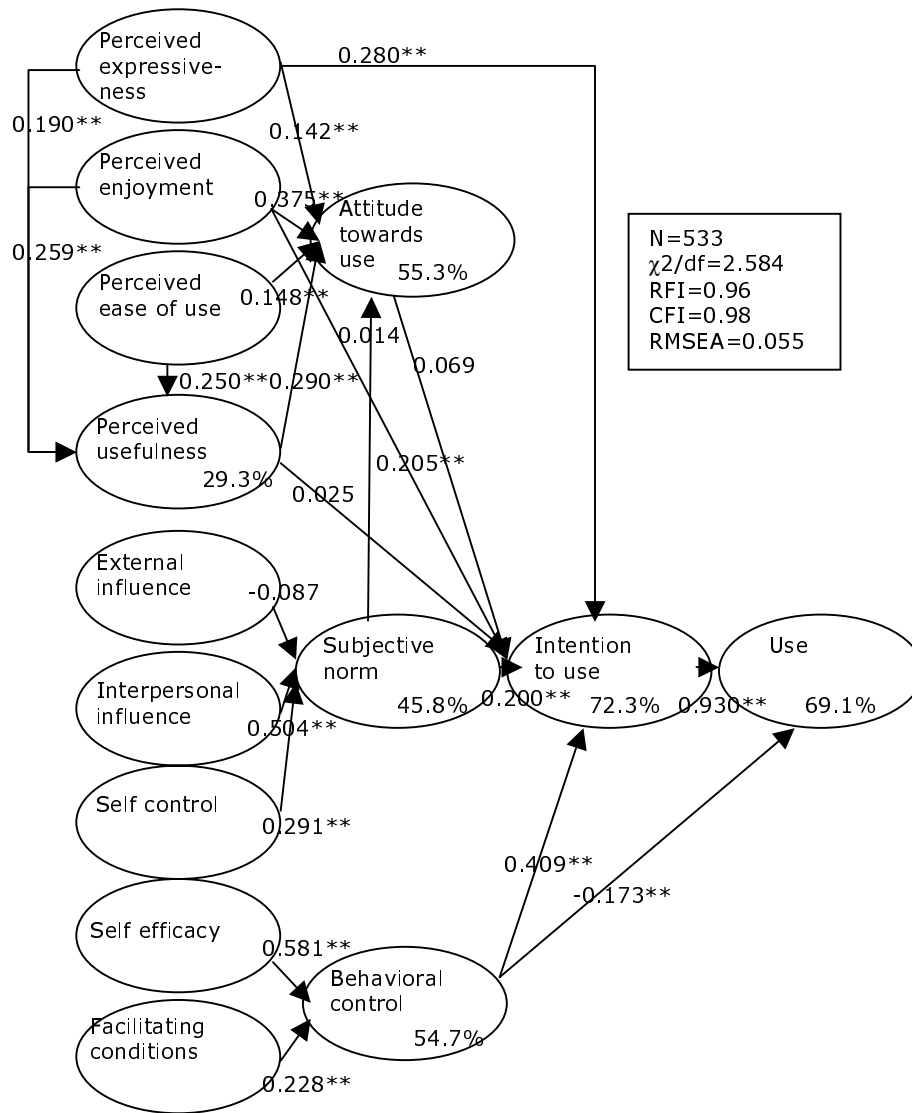 Perceived
expressive-
ness
0.280**
0.190**
0.142**
Perceived
enjoyment
0.375**
Attitude
towards
use
55.3%
N=533
χ2/df=2.584
RFI=0.96
CFI=0.98
RMSEA=0.055
0.259**
Perceived
ease of use
0.148**
0.014
0.069
0.250**
0.290**
Perceived
usefulness
29.3%
0.205**
0.025
External
influence
-0.087
Subjective
norm
45.8%
Intention
to use
72.3%
Use
69.1%
0.200**
0.930**
Interpersonal
influence
0.504**
Self control
0.291**
0.409**
-0.173**
Self efficacy
0.581**
Behavioral
control
54.7%
Facilitating
conditions
0.228**